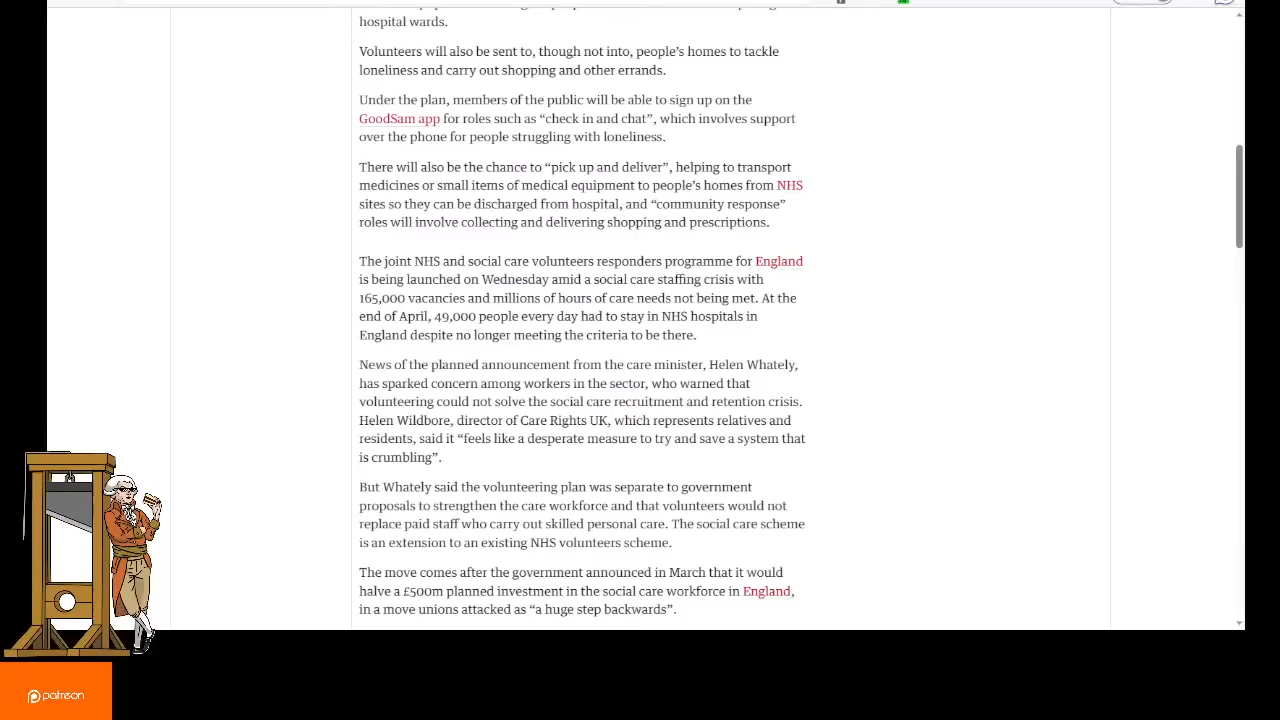 hospital wards.
Volunteers will also be sent to, though not into, people’s homes to tackle
loneliness and carry out shopping and other errands.
Under the plan, members of the public will be able to sign up on the
GoodSam app for roles such as “check in and chat”, which involves support
over the phone for people struggling with loneliness.
There will also be the chance to “pick up and deliver”, helping to transport
medicines or small items of medical equipment to people’s homes from NHS
sites so they can be discharged from hospital, and “community response”
roles will involve collecting and delivering shopping and prescriptions.
The joint NHS and social care volunteers responders programme for England
is being launched on Wednesday amid a social care staffing crisis with
165,000 vacancies and millions of hours of care needs not being met. At the
end of April, 49,000 people every day had to stay in NHS hospitals in
England despite no longer meeting the criteria to be there.
News of the planned announcement from the care minister, Helen Whately,
has sparked concern among workers in the sector, who warned that
volunteering could not solve the social care recruitment and retention crisis.
Helen Wildbore, director of Care Rights UK, which represents relatives and
residents, said it “feels like a desperate measure to try and save a system that
is crumbling”.
But Whately said the volunteering plan was separate to government
proposals to strengthen the care workforce and that volunteers would not
replace paid staff who carry out skilled personal care. The social care scheme
is an extension to an existing NHS volunteers scheme.
The move comes after the government announced in March that it would
halve a £500m planned investment in the social care workforce in England,
in a move unions attacked as “a huge step backwards”.
patreon